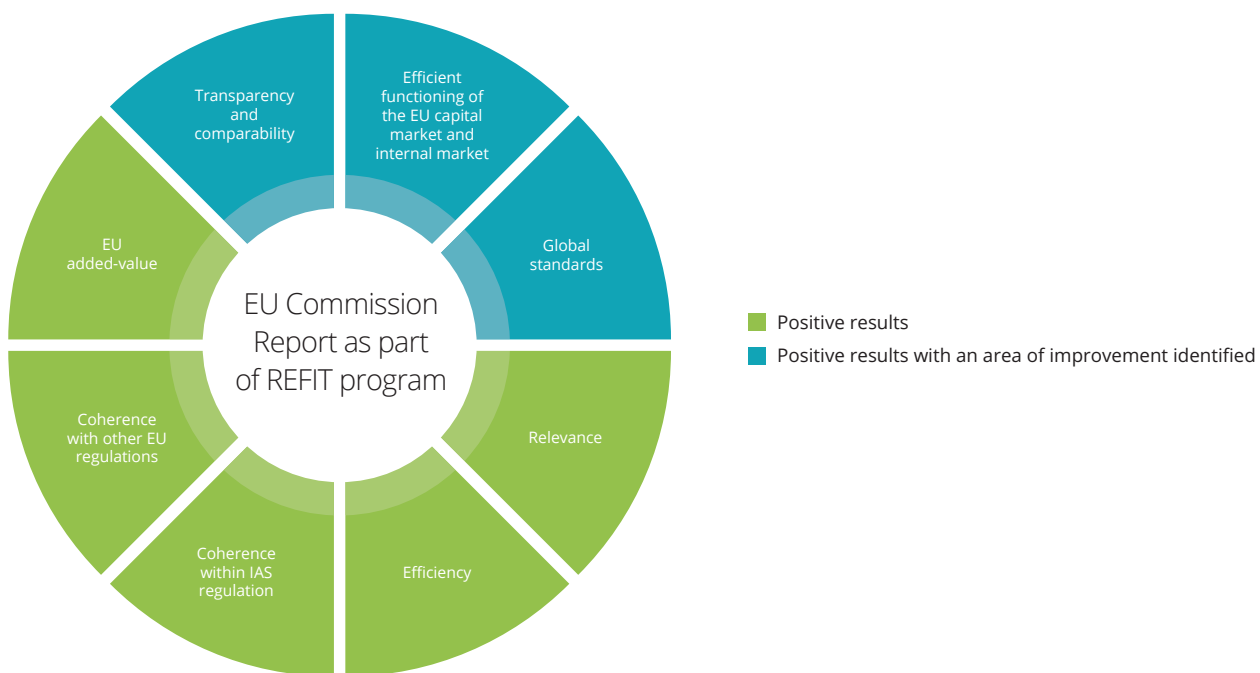 Transparency
and
comparability
Efficient
functioning of
the EU capital
market and
internal market
Global
standards
Relevance
Efficiency
Coherence
within IAS
regulation
Coherence
with other EU
regulations
EU
added-value
EU Commission
Report as part
of REFIT program
Positive results
Positive results with an area of improvement identified